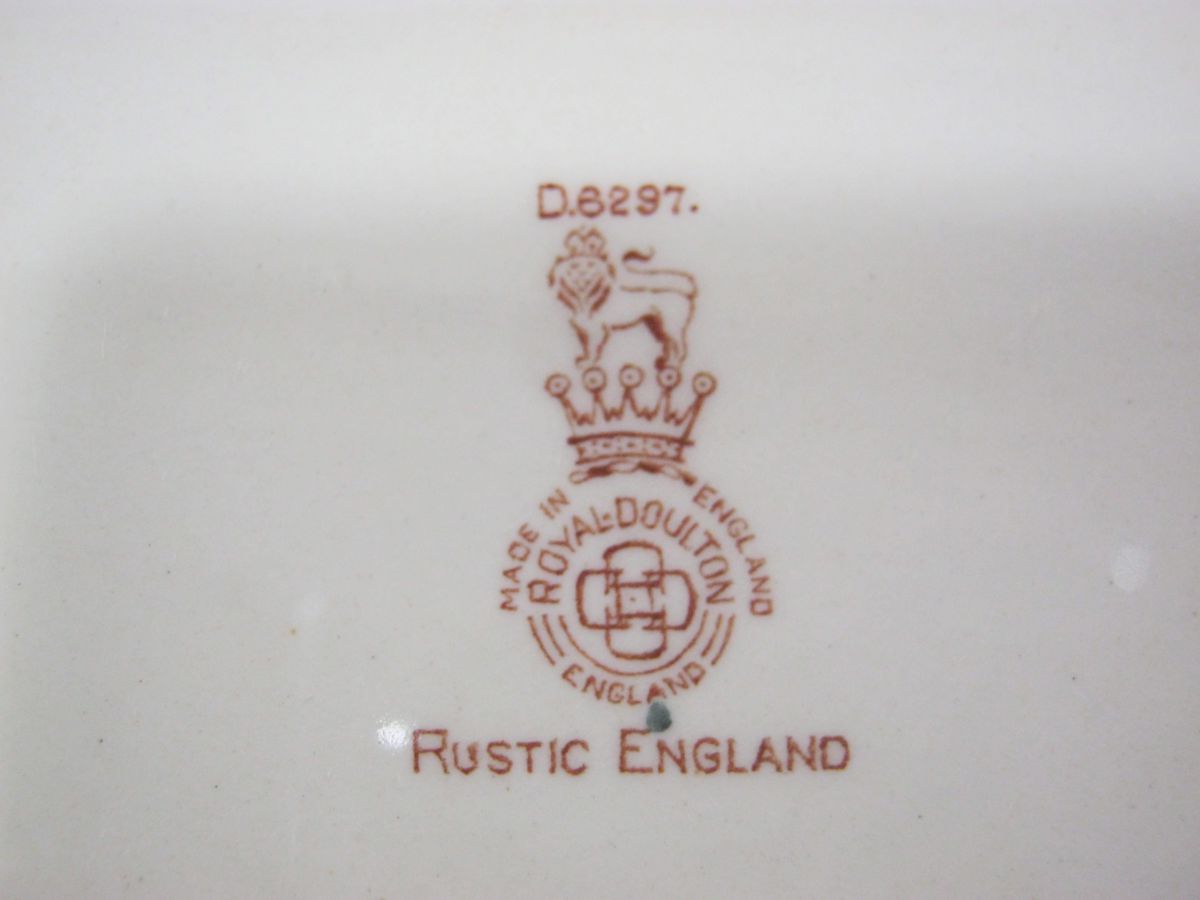 D.6297.
MADE IN ENGLAND
ROYAL-DOULTON
ENGLAND
RUSTIC ENGLAND